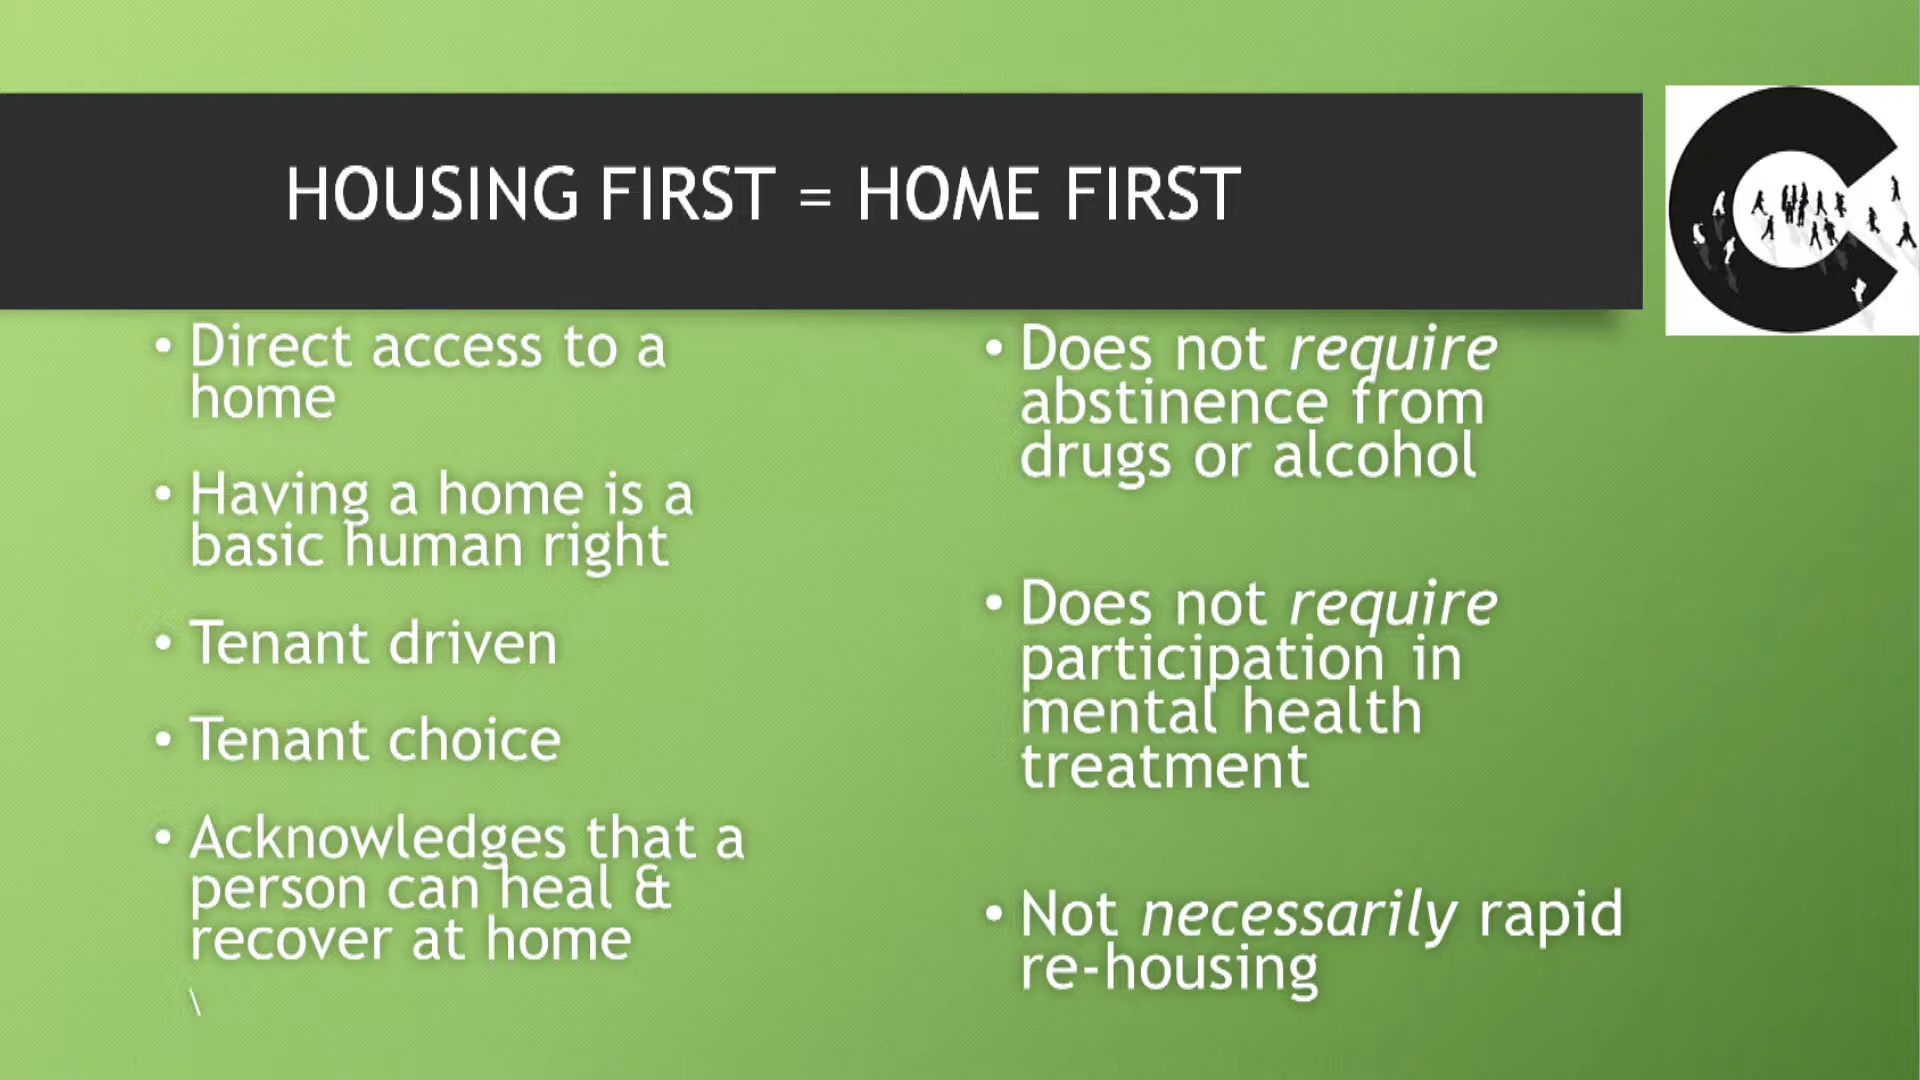 HOUSING FIRST = HOME FIRST
• Direct access to a
home
• Having a home is a
basic human right
• Tenant driven
• Tenant choice
• Acknowledges that a
person can heal &
recover at home
\
• Does not require
abstinence from
drugs or alcohol
• Does not require
participation in
mental health
treatment
• Not necessarily rapid
re-housing